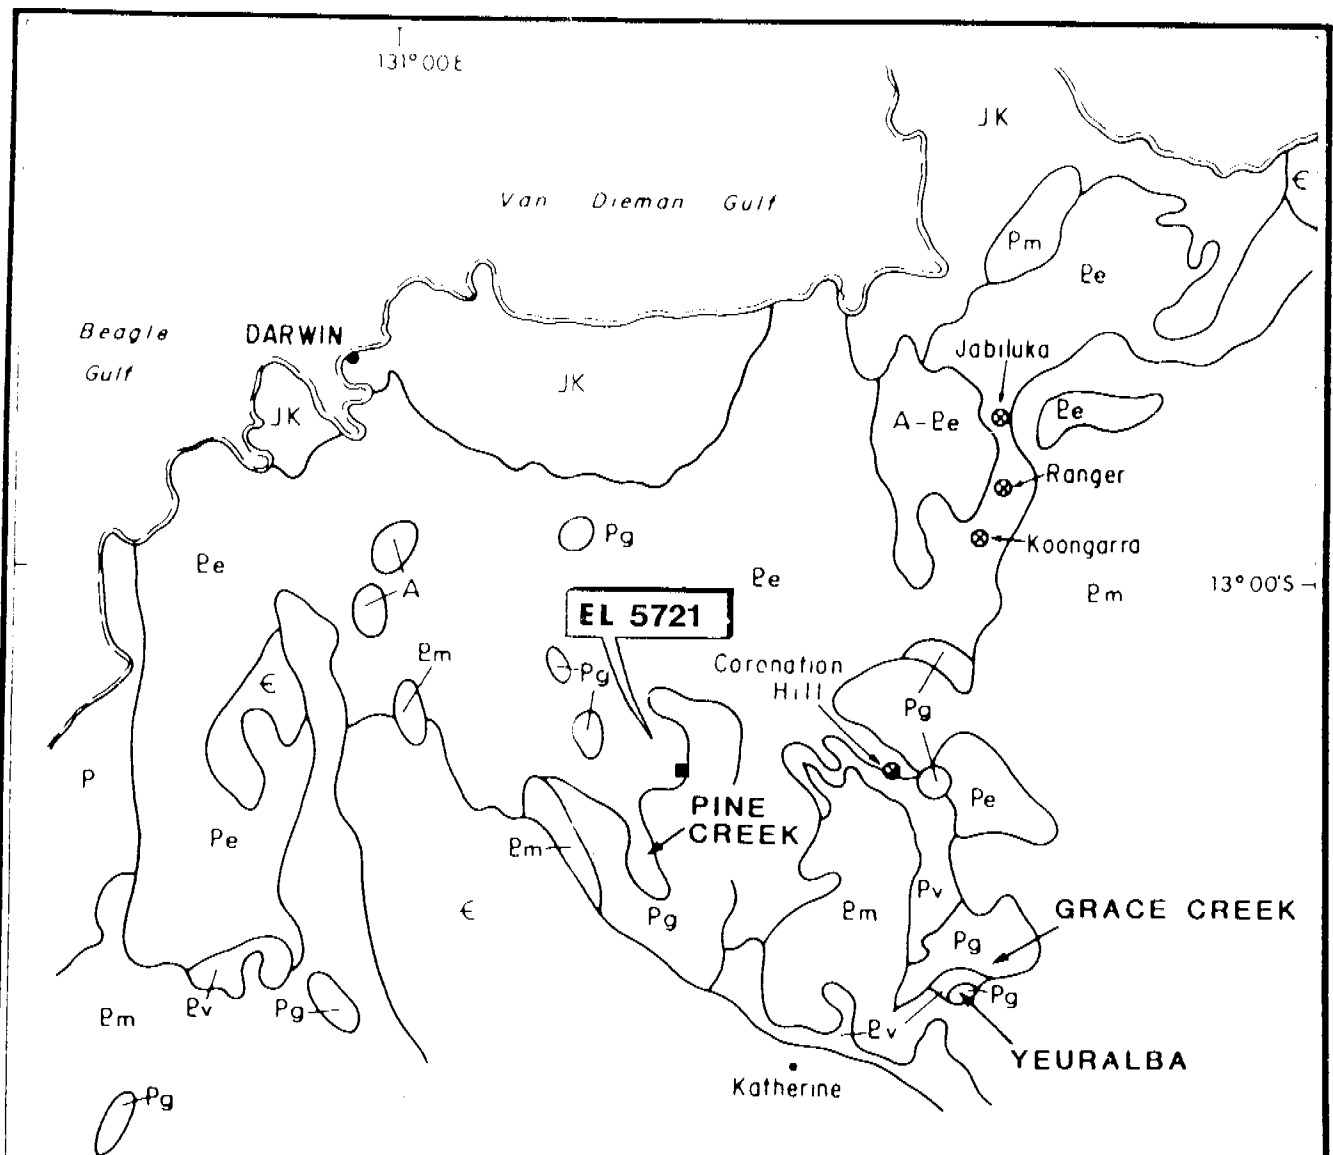 131°00'E
JK
Є
Van Dieman Gulf
Pm
Pe
Beagle
Gulf
DARWIN
Jabiluka
JK
JK
A-Pe
Pe
Ranger
Pg
Koongarra
Pe
A
Pe
Pm
13°00'S
EL 5721
Pm
Pg
Coronation
Hill
Є
Pg
P
Pe
PINE
CREEK
Pe
Pm
Pv
Pm
Є
Pg
GRACE CREEK
Pg
Pv
Pg
Pg
Pm
Pv
YEURALBA
Katherine
Pg